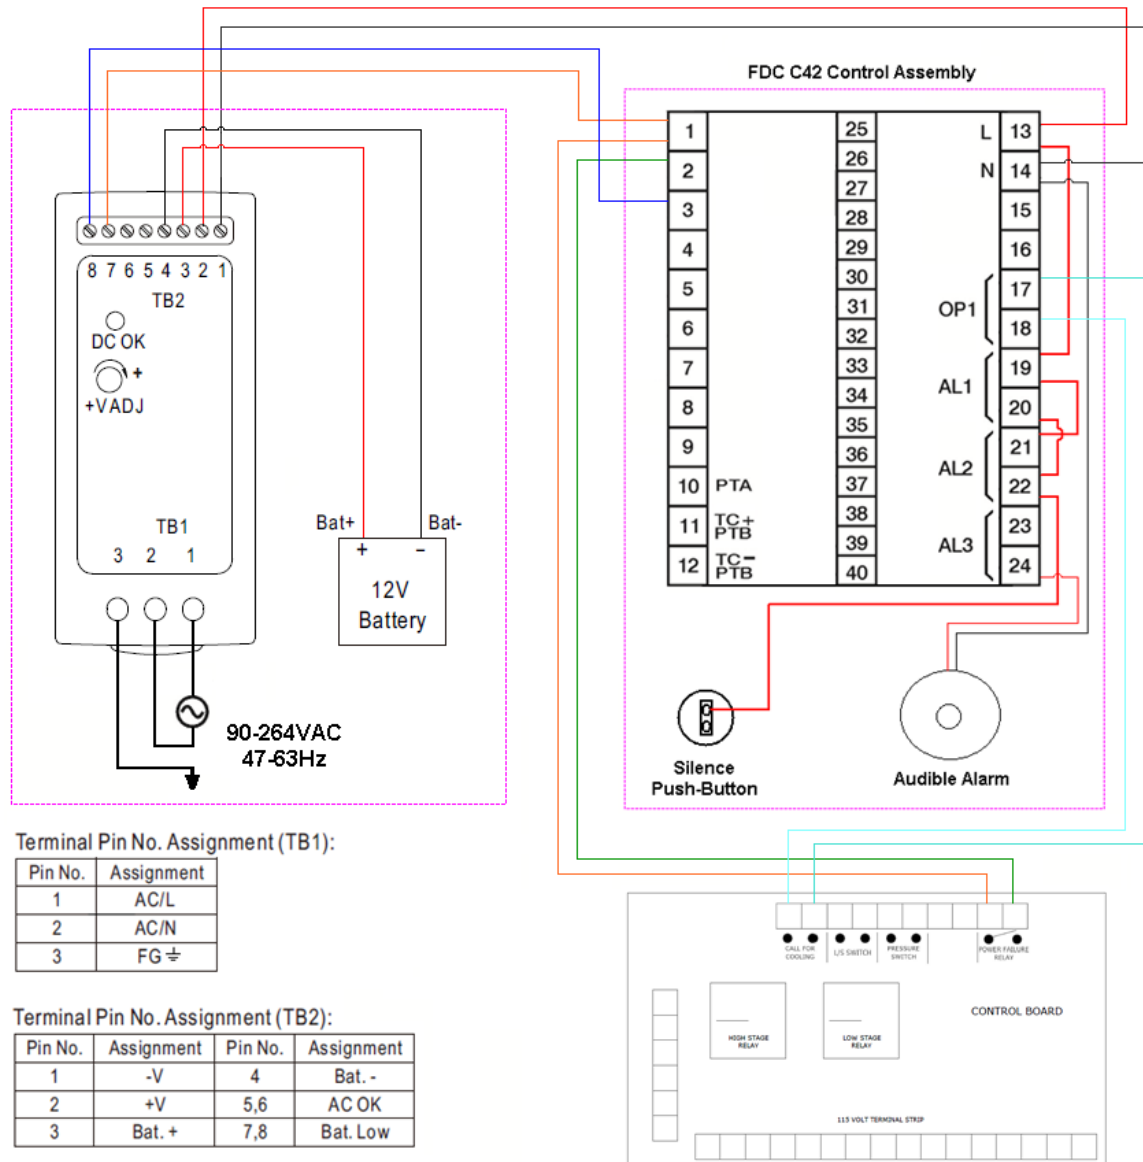 FDC C42 Control Assembly
8 7 6 5 4 3 2 1
TB2
DC OK
+
+V ADJ
TB1
3 2 1
Bat+
Bat-
+ −
12V
Battery
90-264VAC
47-63Hz
1
2
3
4
5
6
7
8
9
10 PTA
11 TC+
PTB
12 TC−
PTB
25
26
27
28
29
30
31
32
33
34
35
36
37
38
39
40
L 13
N 14
15
16
17
OP1
18
19
AL1
20
21
AL2
22
23
AL3
24
Silence
Push-Button
Audible Alarm
Terminal Pin No. Assignment (TB1):
Pin No. Assignment
1 AC/L
2 AC/N
3 FG ⏚
Terminal Pin No. Assignment (TB2):
Pin No. Assignment Pin No. Assignment
1 -V 4 Bat. -
2 +V 5,6 AC OK
3 Bat. + 7,8 Bat. Low
CALL FOR
COOLING
L/S SWITCH
PRESSURE
SWITCH
POWER FAILURE
RELAY
HIGH STAGE
RELAY
LOW STAGE
RELAY
CONTROL BOARD
115 VOLT TERMINAL STRIP